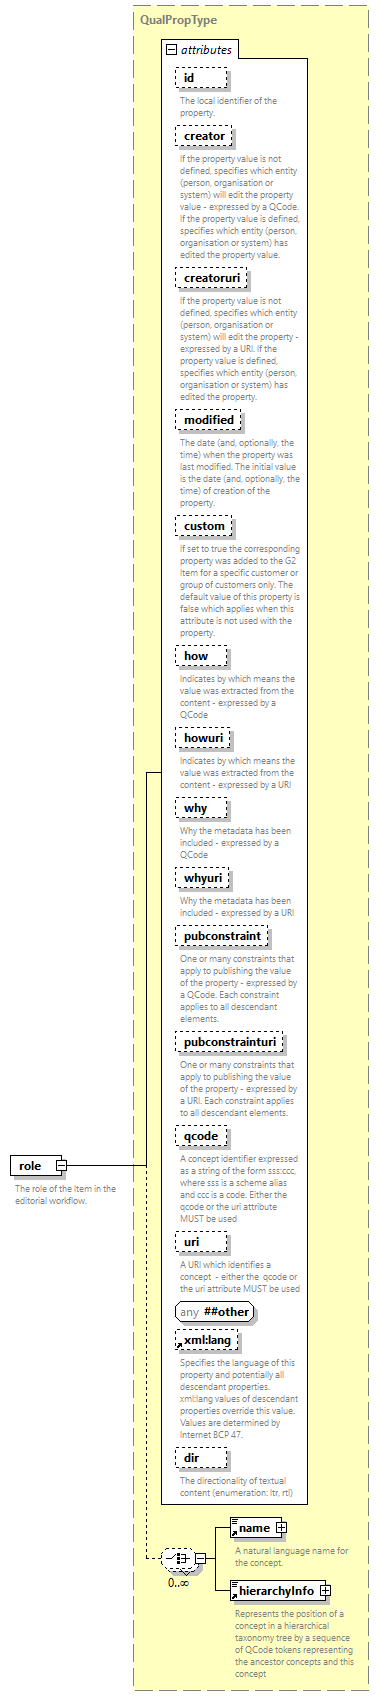 QualPropType
attributes
id
The local identifier of the
property.
creator
If the property value is not
defined, specifies which entity
(person, organisation or
system) will edit the property
value - expressed by a QCode.
If the property value is defined,
specifies which entity (person,
organisation or system) has
edited the property value.
creatoruri
If the property value is not
defined, specifies which entity
(person, organisation or
system) will edit the property -
expressed by a URI. If the
property value is defined,
specifies which entity (person,
organisation or system) has
edited the property.
modified
The date (and, optionally, the
time) when the property was
last modified. The initial value
is the date (and, optionally, the
time) of creation of the
property.
custom
If set to true the corresponding
property was added to the G2
Item for a specific customer or
group of customers only. The
default value of this property is
false which applies when this
attribute is not used with the
property.
how
Indicates by which means the
value was extracted from the
content - expressed by a
QCode
howuri
Indicates by which means the
value was extracted from the
content - expressed by a URI
why
Why the metadata has been
included - expressed by a
QCode
whyuri
Why the metadata has been
included - expressed by a URI
pubconstraint
One or many constraints that
apply to publishing the value
of the property - expressed by
a QCode. Each constraint
applies to all descendant
elements.
pubconstrainturi
One or many constraints that
apply to publishing the value
of the property - expressed by
a URI. Each constraint applies
to all descendant elements.
qcode
A concept identifier expressed
as a string of the form sss:ccc,
where sss is a scheme alias
and ccc is a code. Either the
qcode or the uri attribute
MUST be used
role
The role of the Item in the
editorial workflow.
uri
A URI which identifies a
concept - either the qcode or
the uri attribute MUST be used
any ##other
xml:lang
Specifies the language of this
property and potentially all
descendant properties.
xml:lang values of descendant
properties override this value.
Values are determined by
Internet BCP 47.
dir
The directionality of textual
content (enumeration: ltr, rtl)
0..∞
name
A natural language name for
the concept.
hierarchyInfo
Represents the position of a
concept in a hierarchical
taxonomy tree by a sequence
of QCode tokens representing
the ancestor concepts and this
concept